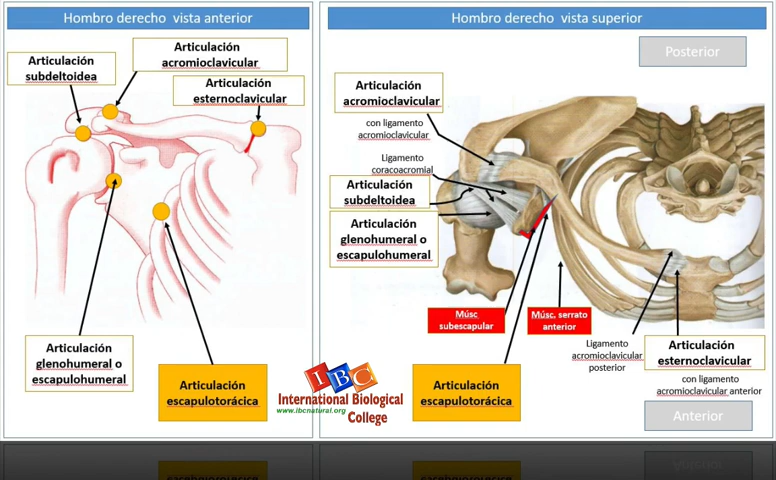 Hombro derecho  vista anterior
Articulación
subdeltoidea
Articulación
acromioclavicular
Articulación
esternoclavicular
Articulación
glenohumeral o
escapulohumeral
Articulación
escapulotorácica
Hombro derecho  vista superior
Posterior
Articulación
acromioclavicular
con ligamento
acromioclavicular
Ligamento
coracoacromial
Articulación
subdeltoidea
Articulación
glenohumeral o
escapulohumeral
Músc
subescapular
Músc. serrato
anterior
Ligamento
acromioclavicular
posterior
Articulación
esternoclavicular
con ligamento
acromioclavicular anterior
Articulación
escapulotorácica
Anterior
IBC
International Biological
www.ibcnatural.org
College